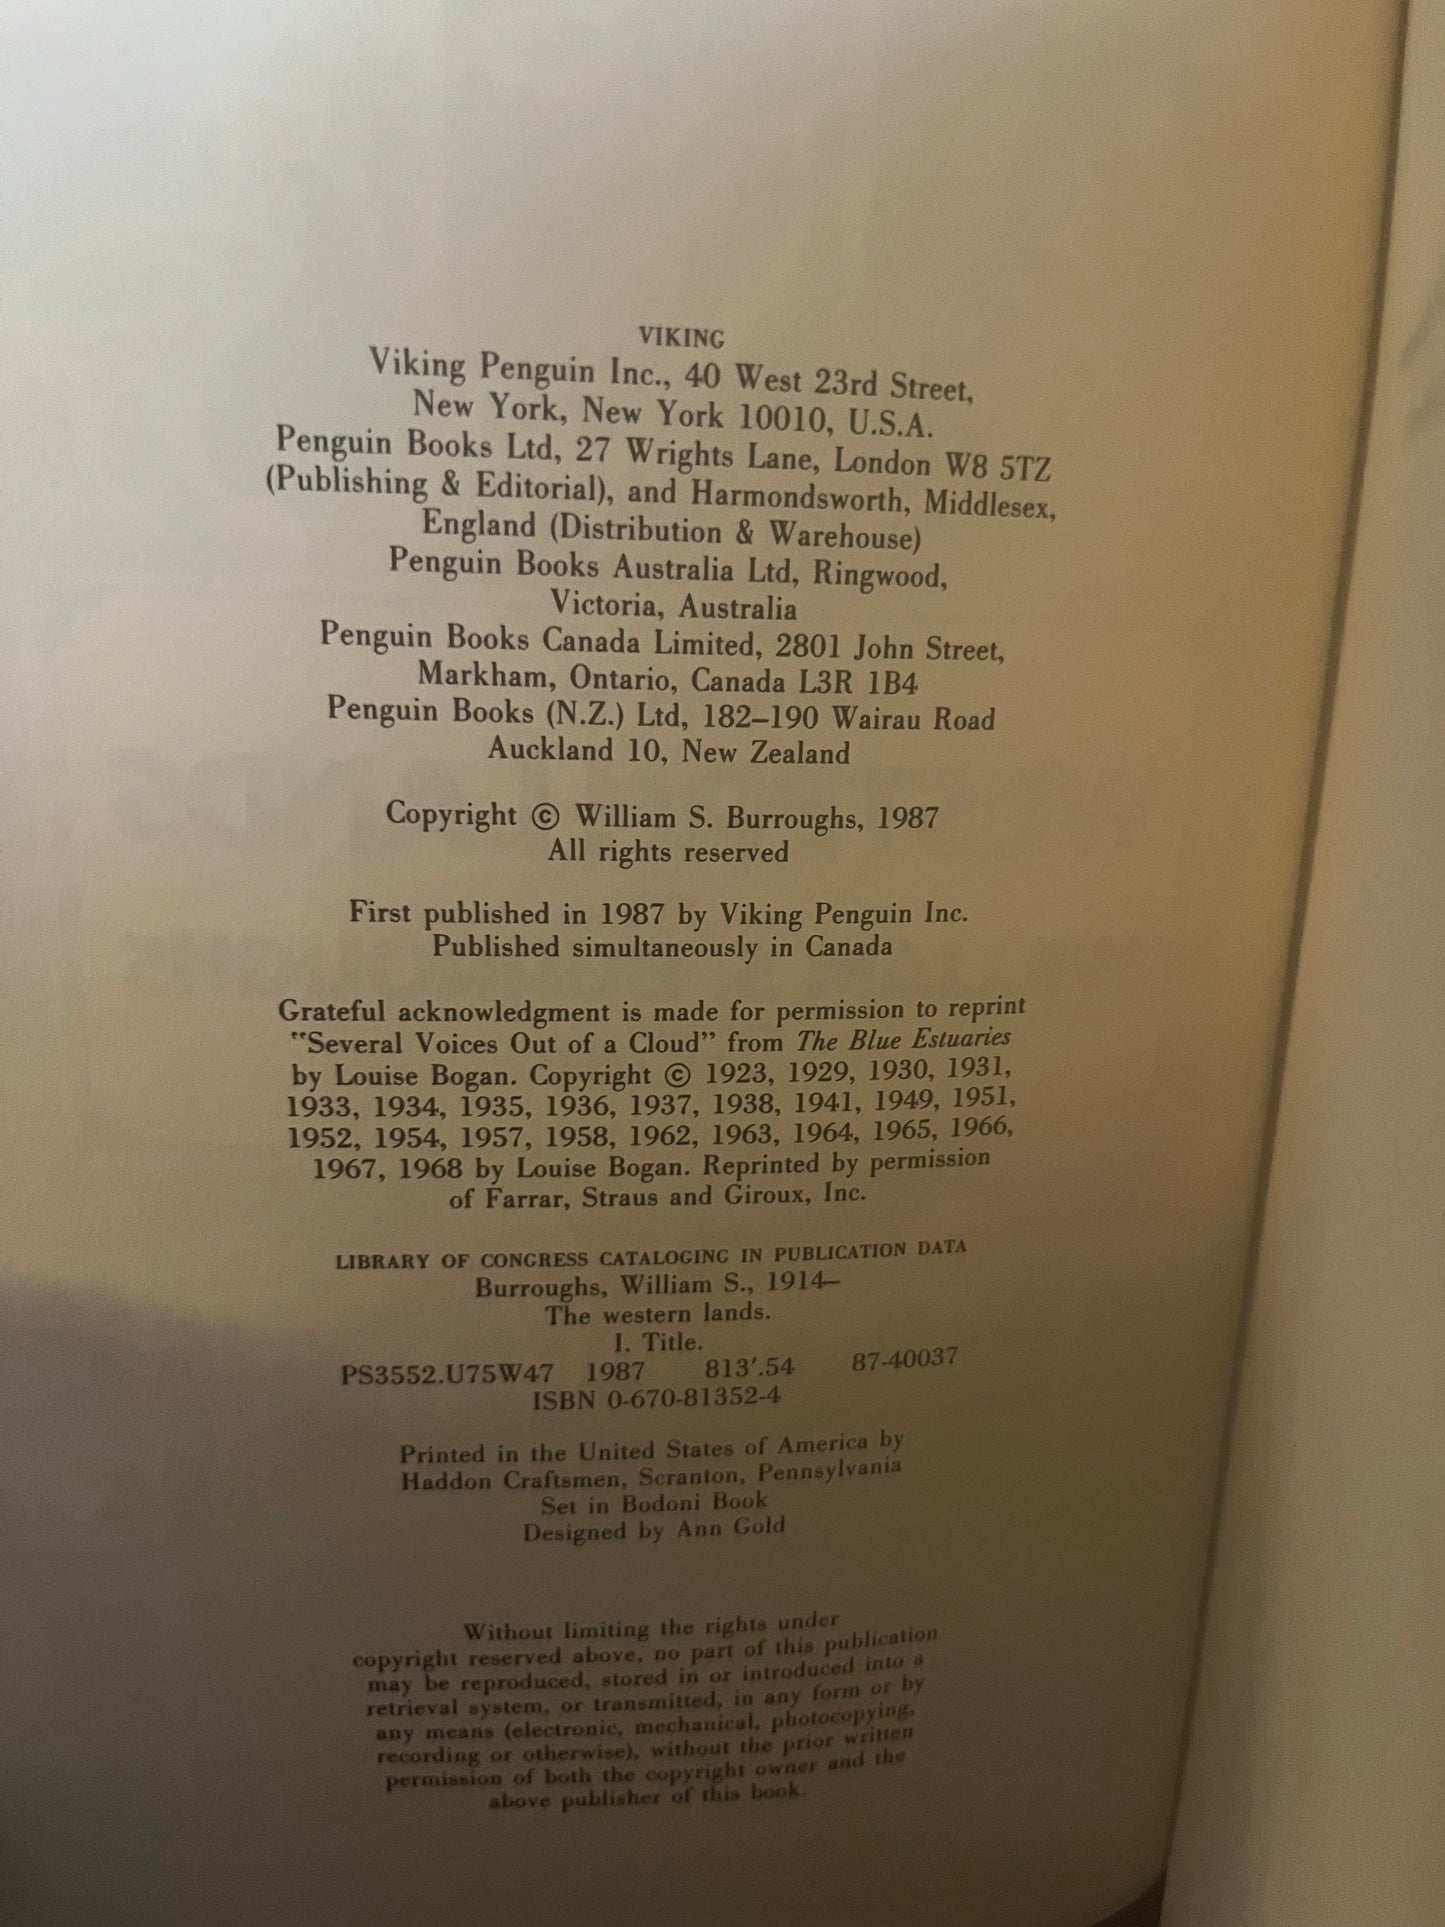 VIKING
Viking Penguin Inc., 40 West 23rd Street,
New York, New York 10010, U.S.A.
Penguin Books Ltd, 27 Wrights Lane, London W8 5TZ
(Publishing & Editorial), and Harmondsworth, Middlesex,
England (Distribution & Warehouse)
Penguin Books Australia Ltd, Ringwood,
Victoria, Australia
Penguin Books Canada Limited, 2801 John Street,
Markham, Ontario, Canada L3R 1B4
Penguin Books (N.Z.) Ltd, 182–190 Wairau Road
Auckland 10, New Zealand
Copyright © William S. Burroughs, 1987
All rights reserved
First published in 1987 by Viking Penguin Inc.
Published simultaneously in Canada
Grateful acknowledgment is made for permission to reprint
"Several Voices Out of a Cloud" from The Blue Estuaries
by Louise Bogan. Copyright © 1923, 1929, 1930, 1931,
1933, 1934, 1935, 1936, 1937, 1938, 1941, 1949, 1951,
1952, 1954, 1957, 1958, 1962, 1963, 1964, 1965, 1966,
1967, 1968 by Louise Bogan. Reprinted by permission
of Farrar, Straus and Giroux, Inc.
LIBRARY OF CONGRESS CATALOGING IN PUBLICATION DATA
Burroughs, William S., 1914–
The western lands.
I. Title.
PS3552.U75W47 1987 813'.54 87-40037
ISBN 0-670-81352-4
Printed in the United States of America by
Haddon Craftsmen, Scranton, Pennsylvania
Set in Bodoni Book
Designed by Ann Gold
Without limiting the rights under
copyright reserved above, no part of this publication
may be reproduced, stored in or introduced into a
retrieval system, or transmitted, in any form or by
any means (electronic, mechanical, photocopying,
recording or otherwise), without the prior written
permission of both the copyright owner and the
above publisher of this book.